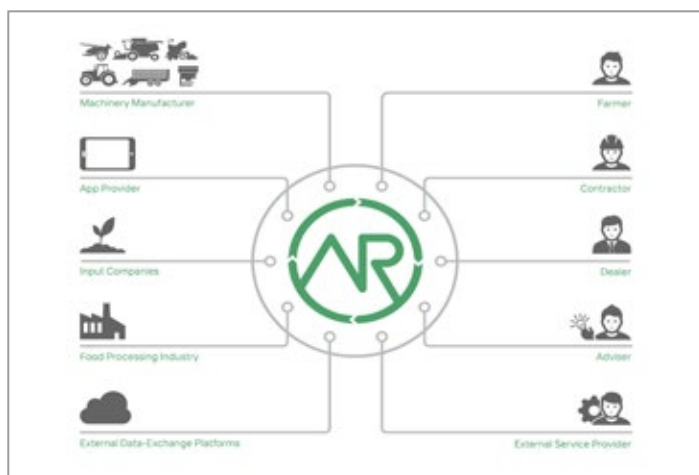 Machinery Manufacturer
Farmer
App Provider
Contractor
Input Companies
Dealer
Food Processing Industry
Adviser
External Data-Exchange Platforms
External Service Provider
AR